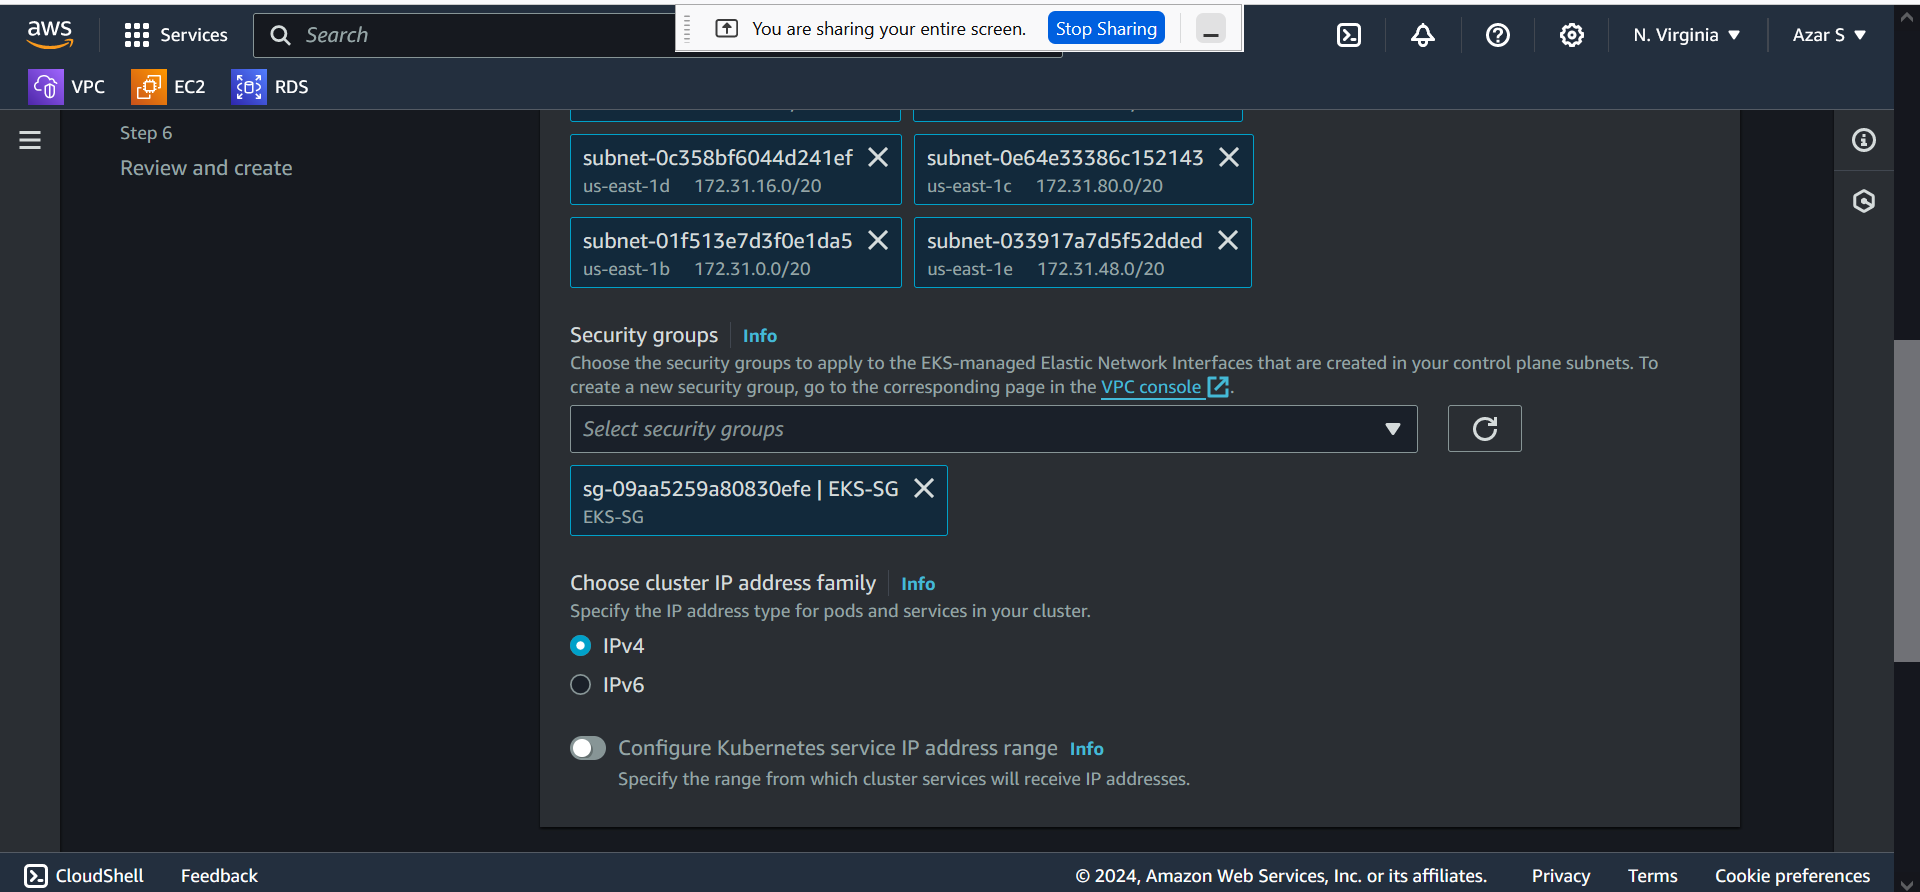 aws
Services
Search
You are sharing your entire screen.
Stop Sharing
N. Virginia
Azar S
VPC
EC2
RDS
Step 6
Review and create
subnet-0c358bf6044d241ef
us-east-1d 172.31.16.0/20
subnet-0e64e33386c152143
us-east-1c 172.31.80.0/20
subnet-01f513e7d3f0e1da5
us-east-1b 172.31.0.0/20
subnet-033917a7d5f52dded
us-east-1e 172.31.48.0/20
Security groups Info
Choose the security groups to apply to the EKS-managed Elastic Network Interfaces that are created in your control plane subnets. To
create a new security group, go to the corresponding page in the VPC console.
Select security groups
sg-09aa5259a80830efe | EKS-SG
EKS-SG
Choose cluster IP address family Info
Specify the IP address type for pods and services in your cluster.
IPv4
IPv6
Configure Kubernetes service IP address range Info
Specify the range from which cluster services will receive IP addresses.
CloudShell
Feedback
© 2024, Amazon Web Services, Inc. or its affiliates.
Privacy
Terms
Cookie preferences